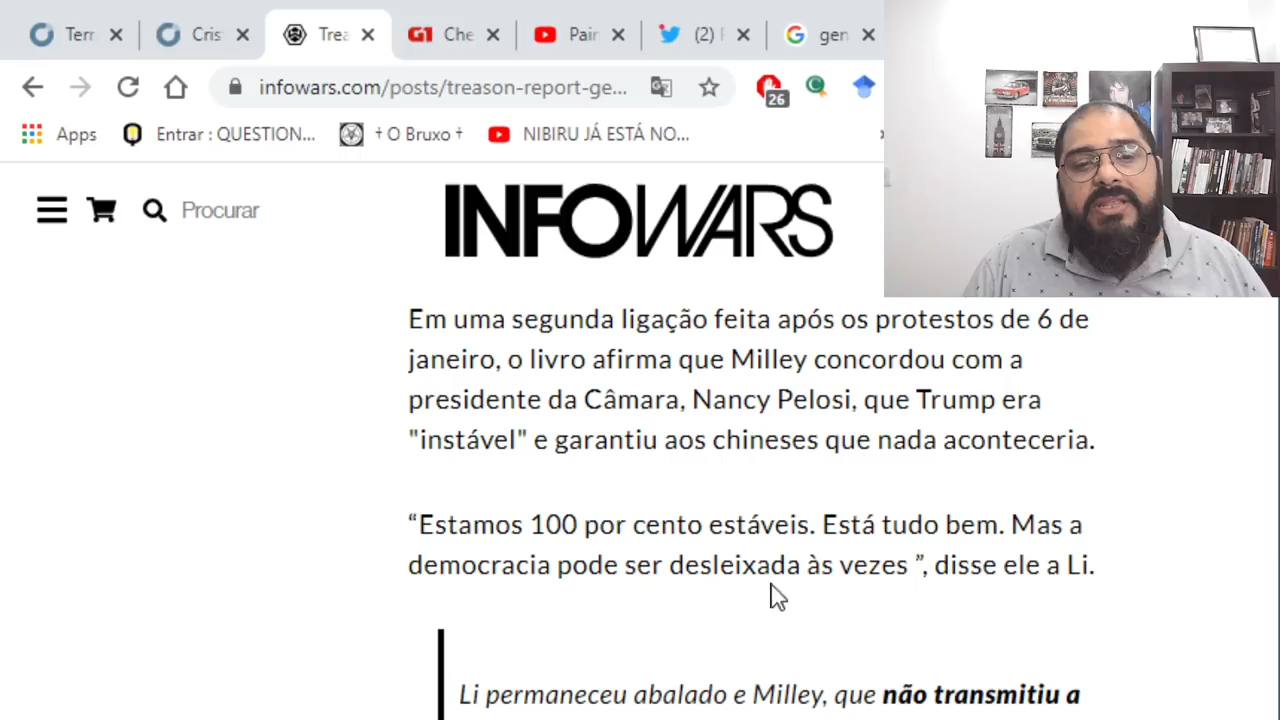 Terr
Cris
Trea
G1 Che
Pair
(2) F
gen
infowars.com/posts/treason-report-ge...
26
Apps
Entrar : QUESTION...
† O Bruxo †
NIBIRU JÁ ESTÁ NO...
Procurar
INFOWARS
Em uma segunda ligação feita após os protestos de 6 de
janeiro, o livro afirma que Milley concordou com a
presidente da Câmara, Nancy Pelosi, que Trump era
"instável" e garantiu aos chineses que nada aconteceria.
“Estamos 100 por cento estáveis. Está tudo bem. Mas a
democracia pode ser desleixada às vezes ”, disse ele a Li.
Li permaneceu abalado e Milley, que não transmitiu a